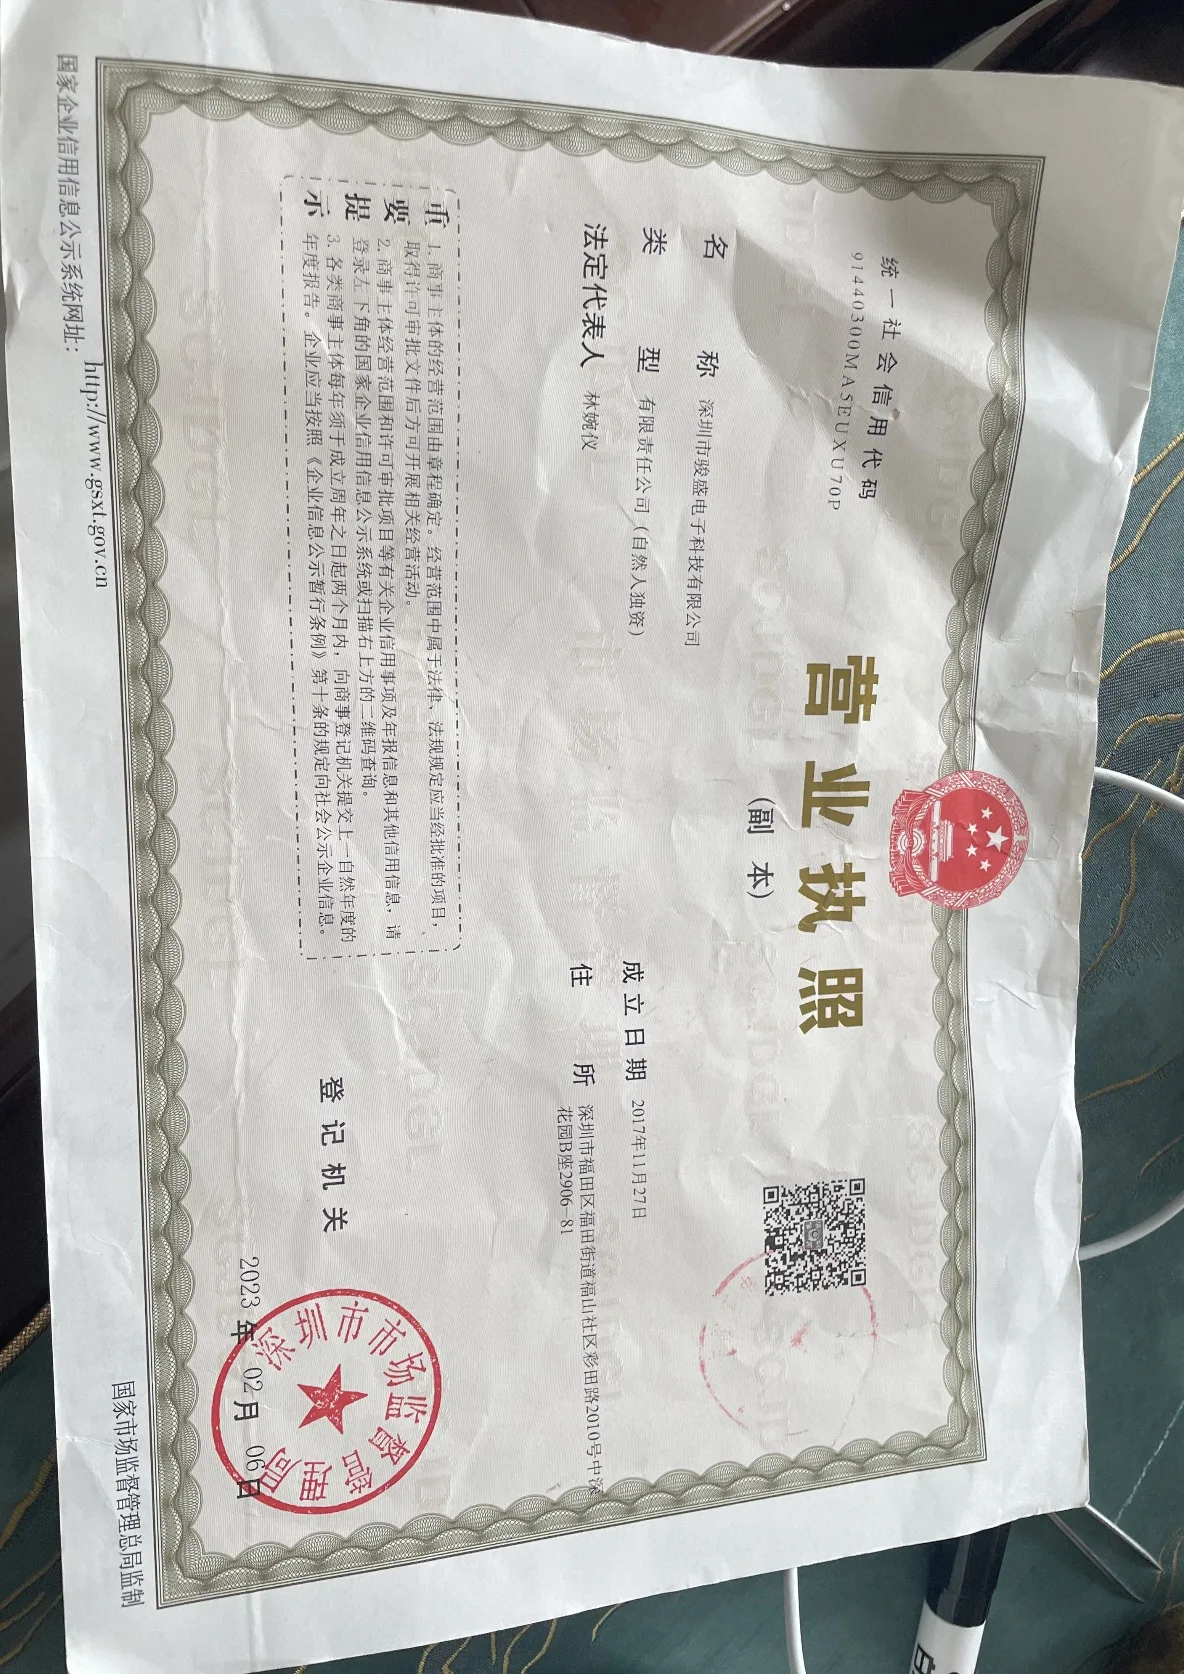 统一社会信用代码
91440300MA5EUXU70P
营业执照
(副 本)
名 称 深圳市骏盛电子科技有限公司
类 型 有限责任公司（自然人独资）
法定代表人 林婉仪
成立日期 2017年11月27日
住 所 深圳市福田区福田街道福山社区彩田路2010号中深
花园B座2906-81
重要提示
1. 商事主体的经营范围由章程确定。经营范围中属于法律、法规规定应当经批准的项目，
取得许可审批文件后方可开展相关经营活动。
2. 商事主体经营范围和许可审批项目等有关企业信用事项及年报信息和其他信用信息，请
登录左下角的国家企业信用信息公示系统或扫描右上方的二维码查询。
3. 各类商事主体每年须于成立周年之日起两个月内，向商事登记机关提交上一自然年度的
年度报告。企业应当按照《企业信息公示暂行条例》第十条的规定向社会公示企业信息。
登记机关
深圳市市场监督管理局
2023 年 02 月 06 日
国家企业信用信息公示系统网址：http://www.gsxt.gov.cn
国家市场监督管理总局监制